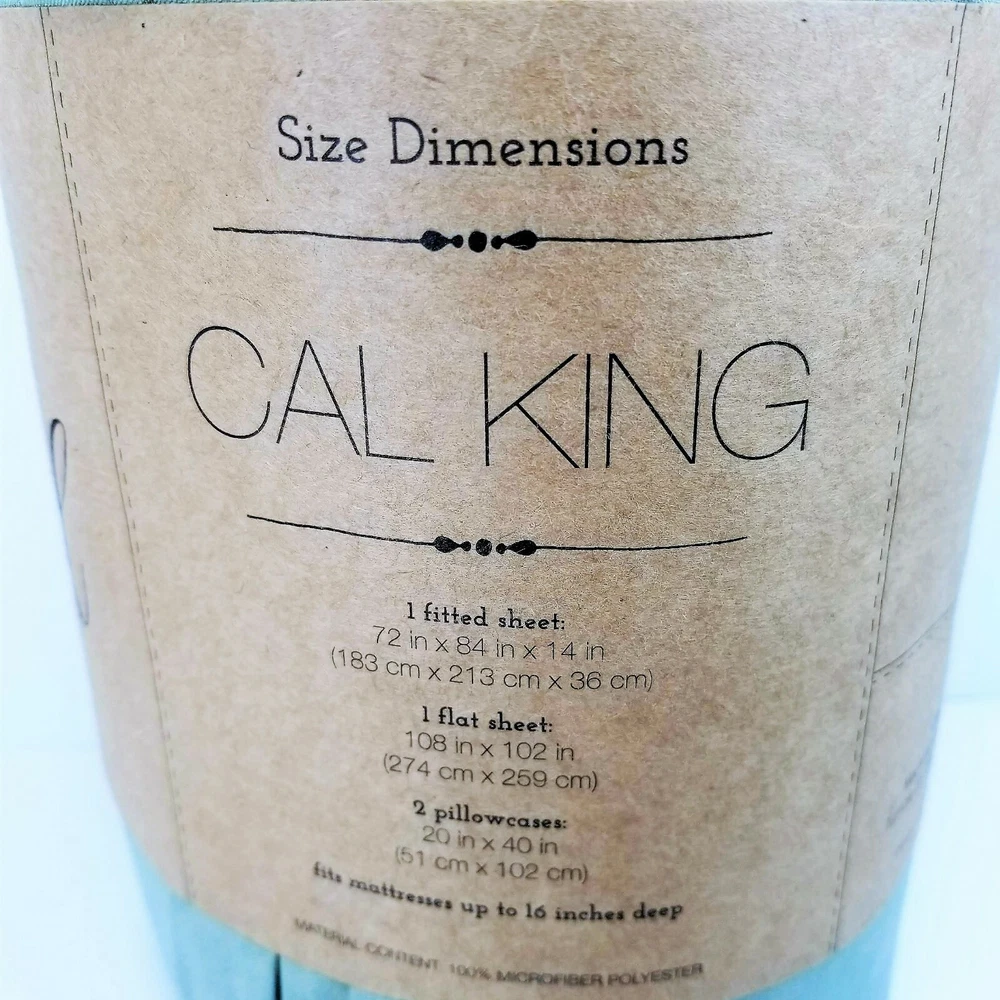 Size Dimensions
CAL KING
1 fitted sheet:
72 in x 84 in x 14 in
(183 cm x 213 cm x 36 cm)
1 flat sheet:
108 in x 102 in
(274 cm x 259 cm)
2 pillowcases:
20 in x 40 in
(51 cm x 102 cm)
fits mattresses up to 16 inches deep
MATERIAL CONTENT 100% MICROFIBER POLYESTER